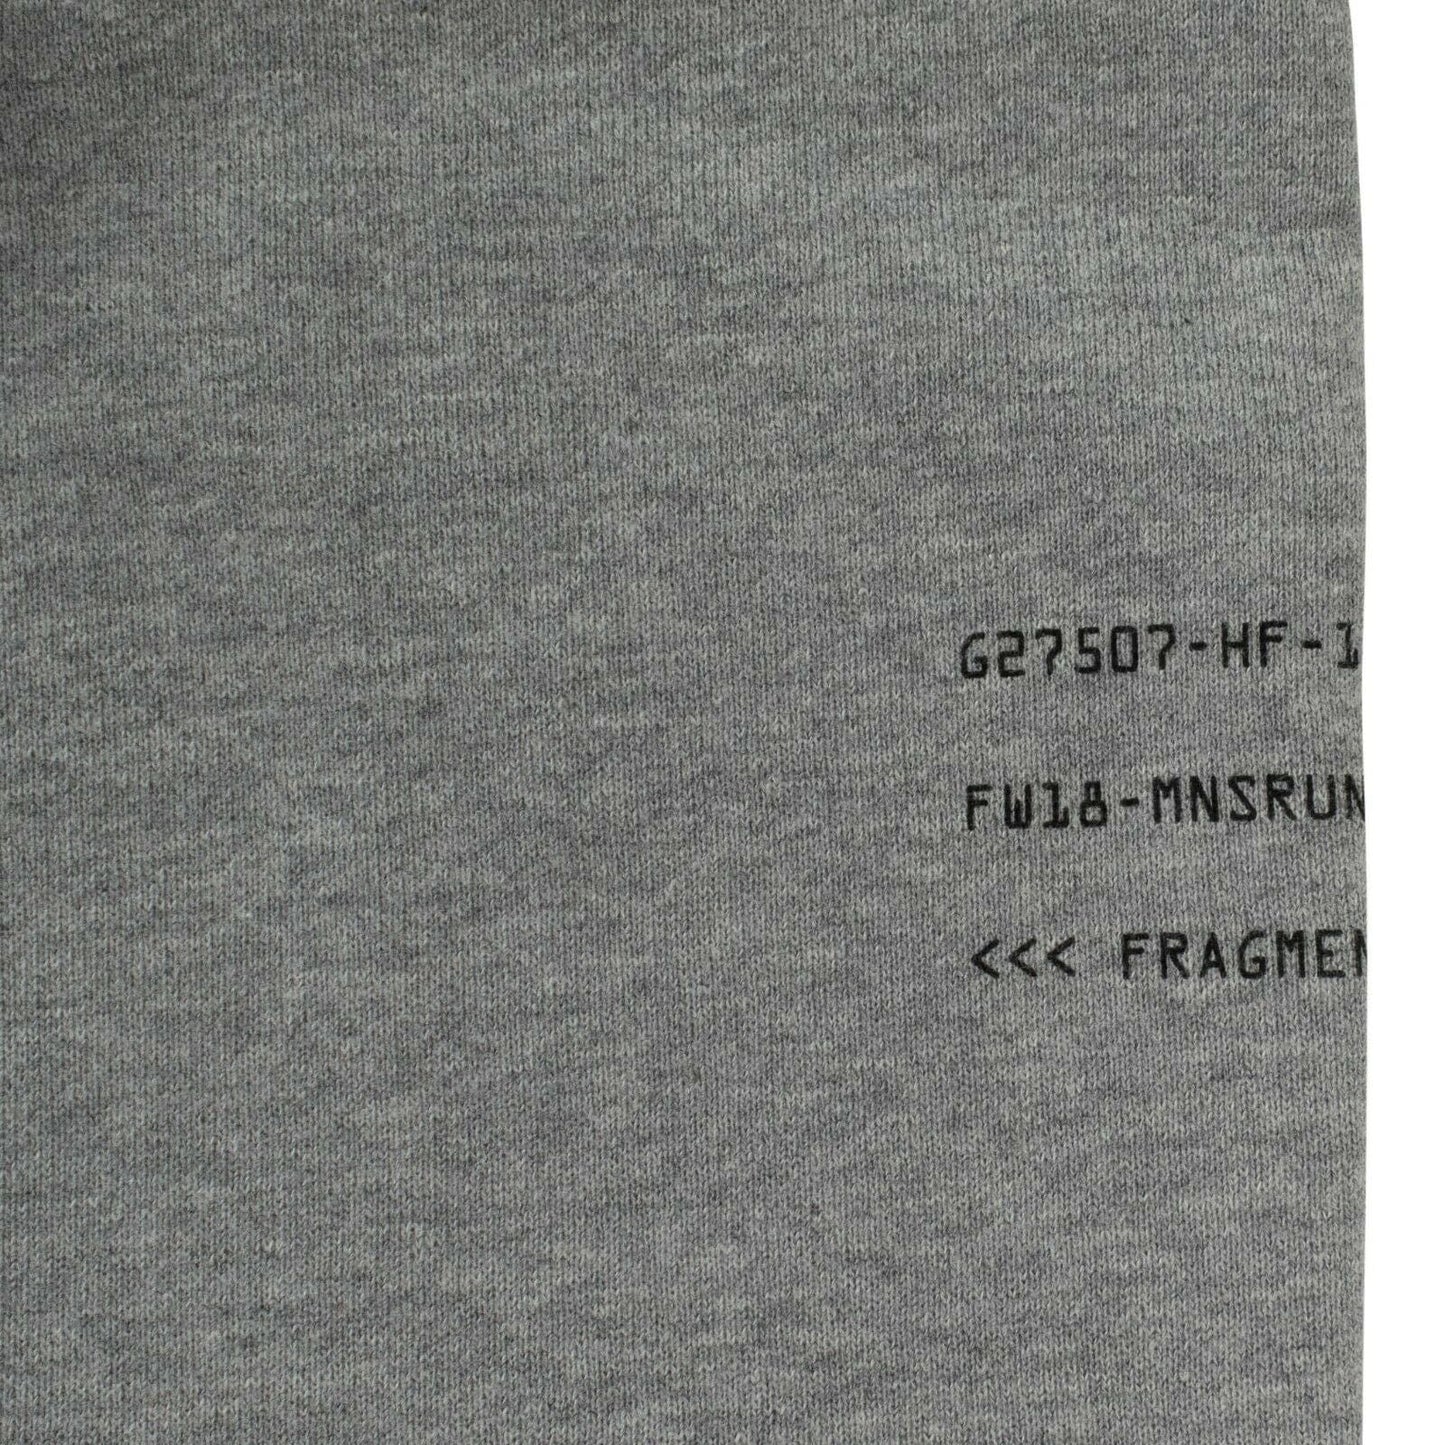 G27507-HF-1
FW18-MNSRUN
<<< FRAGMEN